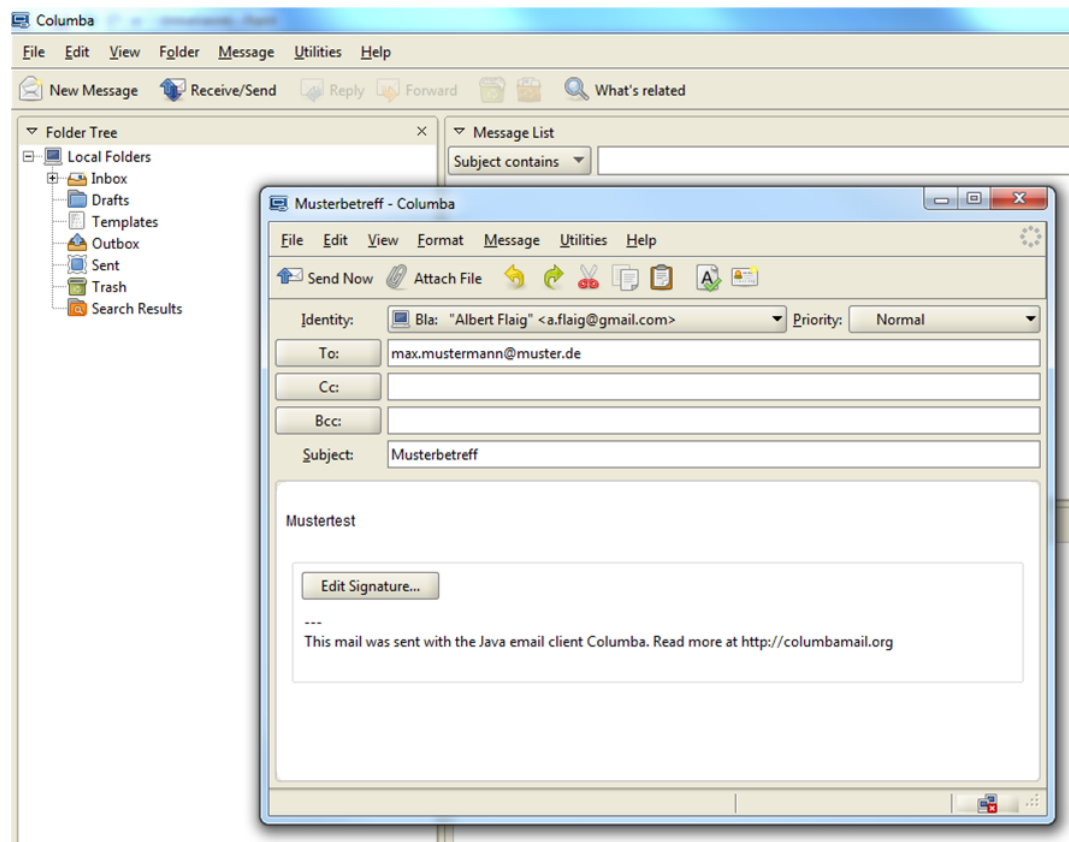 Columba
File Edit View Folder Message Utilities Help
New Message Receive/Send Reply Forward What's related
Folder Tree
Local Folders
Inbox
Drafts
Templates
Outbox
Sent
Trash
Search Results
Message List
Subject contains
Musterbetreff - Columba
File Edit View Format Message Utilities Help
Send Now Attach File
Identity: Bla: "Albert Flaig" <a.flaig@gmail.com> Priority: Normal
To: max.mustermann@muster.de
Cc:
Bcc:
Subject: Musterbetreff
Mustertest
Edit Signature...
---
This mail was sent with the Java email client Columba. Read more at http://columbamail.org